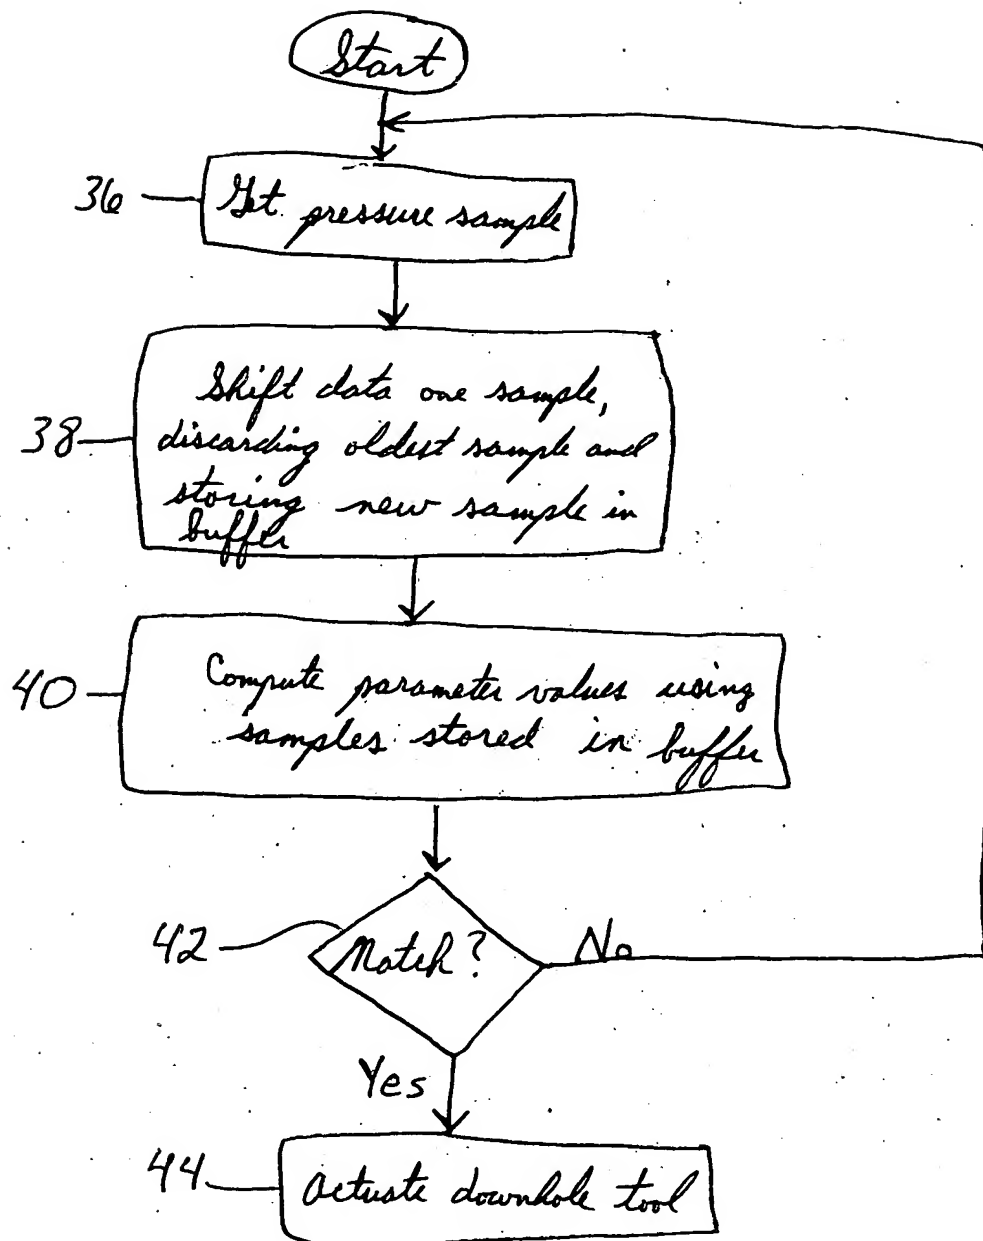 Start
36
Get pressure sample
38
Shift data one sample,
discarding oldest sample and
storing new sample in
buffer
40
Compute parameter values using
samples stored in buffer
42
Match?
No
Yes
44
Actuate downhole tool